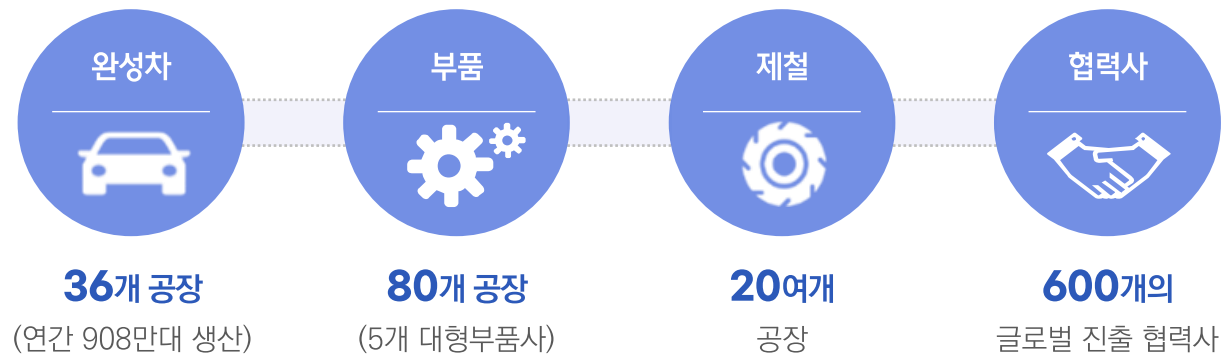 완성차
36개 공장
(연간 908만대 생산)
부품
80개 공장
(5개 대형부품사)
제철
20여개
공장
협력사
600개의
글로벌 진출 협력사